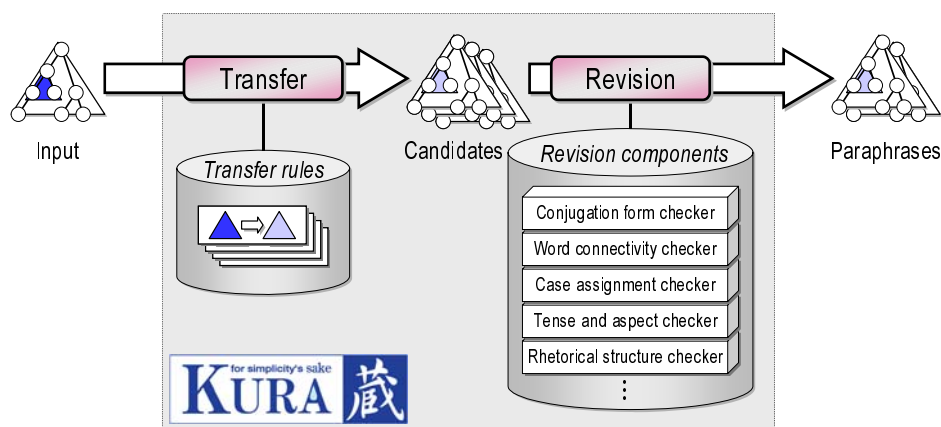 Transfer
Revision
Input
Candidates
Paraphrases
Transfer rules
Revision components
Conjugation form checker
Word connectivity checker
Case assignment checker
Tense and aspect checker
Rhetorical structure checker
⋮
for simplicity's sake
KURA 蔵